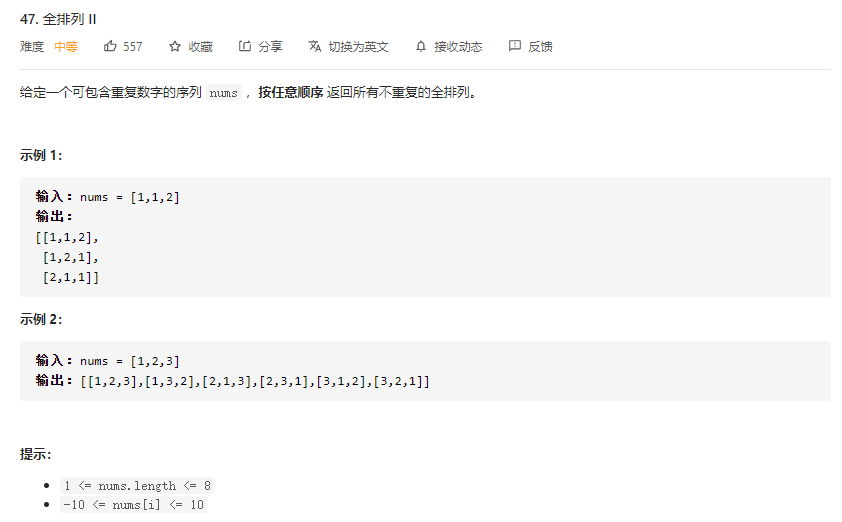 47. 全排列 II
难度 中等 557 收藏 分享 切换为英文 接收动态 反馈
给定一个可包含重复数字的序列 nums ，按任意顺序 返回所有不重复的全排列。
示例 1：
输入：nums = [1,1,2]
输出：
[[1,1,2],
[1,2,1],
[2,1,1]]
示例 2：
输入：nums = [1,2,3]
输出：[[1,2,3],[1,3,2],[2,1,3],[2,3,1],[3,1,2],[3,2,1]]
提示：
1 <= nums.length <= 8
-10 <= nums[i] <= 10